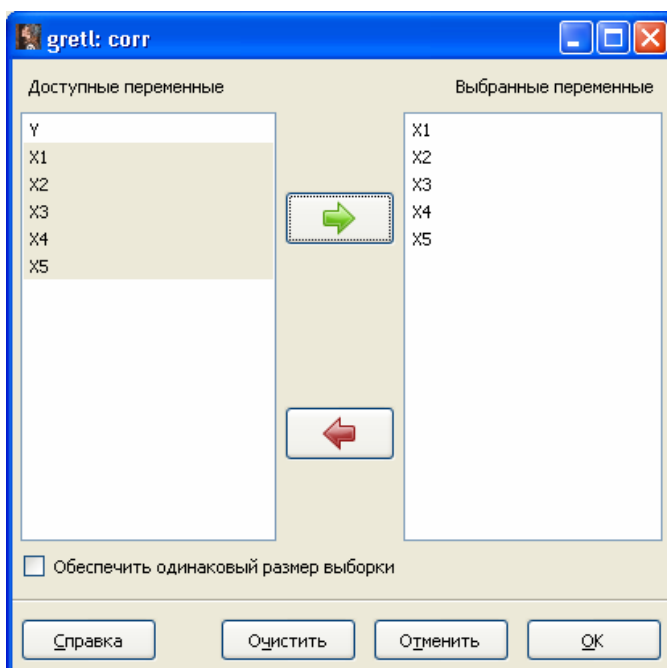 gretl: corr
Доступные переменные
Выбранные переменные
Y
X1
X2
X3
X4
X5
X1
X2
X3
X4
X5
Обеспечить одинаковый размер выборки
Справка
Очистить
Отменить
OK